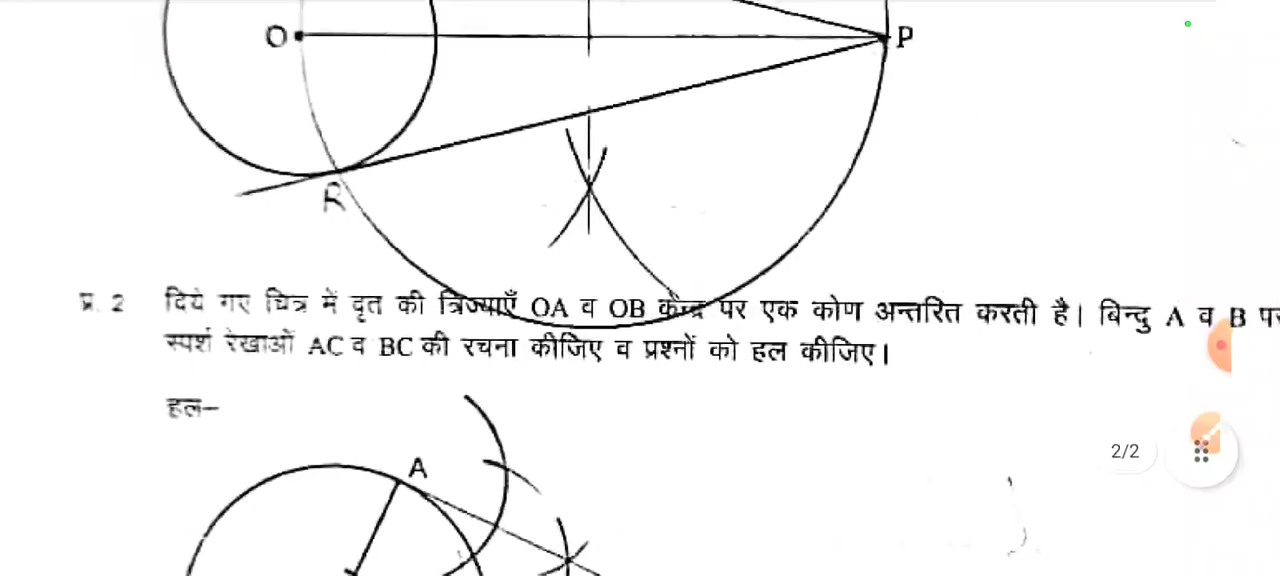 O P
R
प्र. 2 दिये गए चित्र में वृत की त्रिज्याएँ OA व OB केन्द्र पर एक कोण अन्तरित करती है। बिन्दु A व B पर
स्पर्श रेखाओं AC व BC की रचना कीजिए व प्रश्नों को हल कीजिए।
हल–
2/2
A